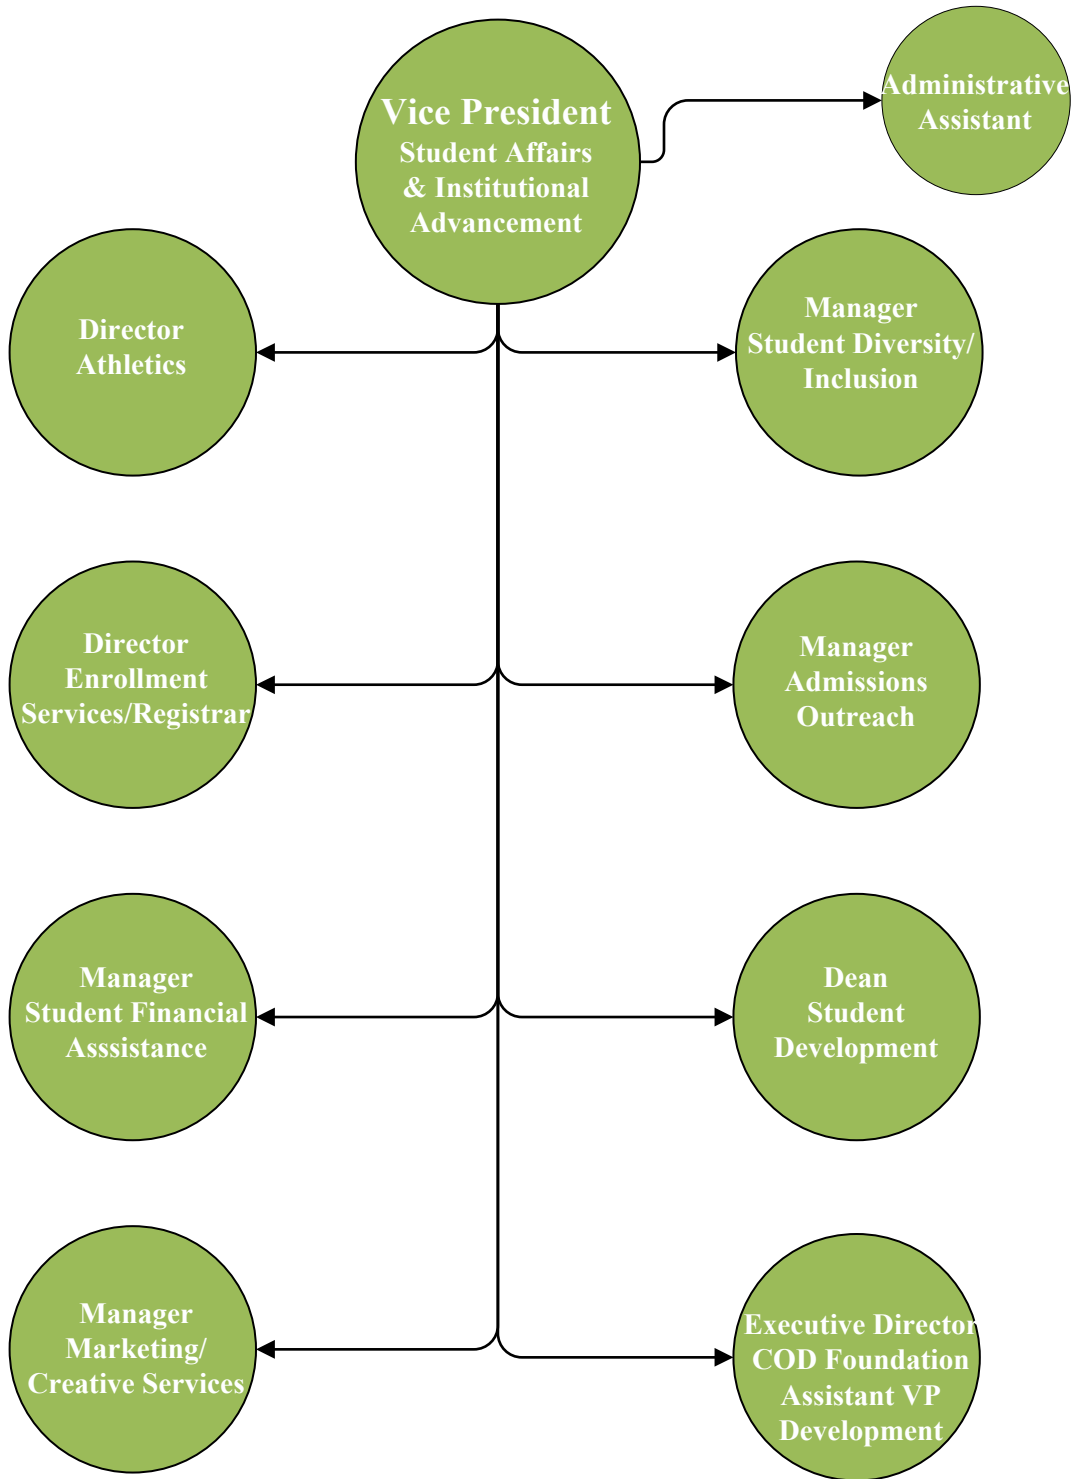 Vice President
Student Affairs
& Institutional
Advancement
Administrative
Assistant
Director
Athletics
Manager
Student Diversity/
Inclusion
Director
Enrollment
Services/Registrar
Manager
Admissions
Outreach
Manager
Student Financial
Asssistance
Dean
Student
Development
Manager
Marketing/
Creative Services
Executive Director
COD Foundation
Assistant VP
Development